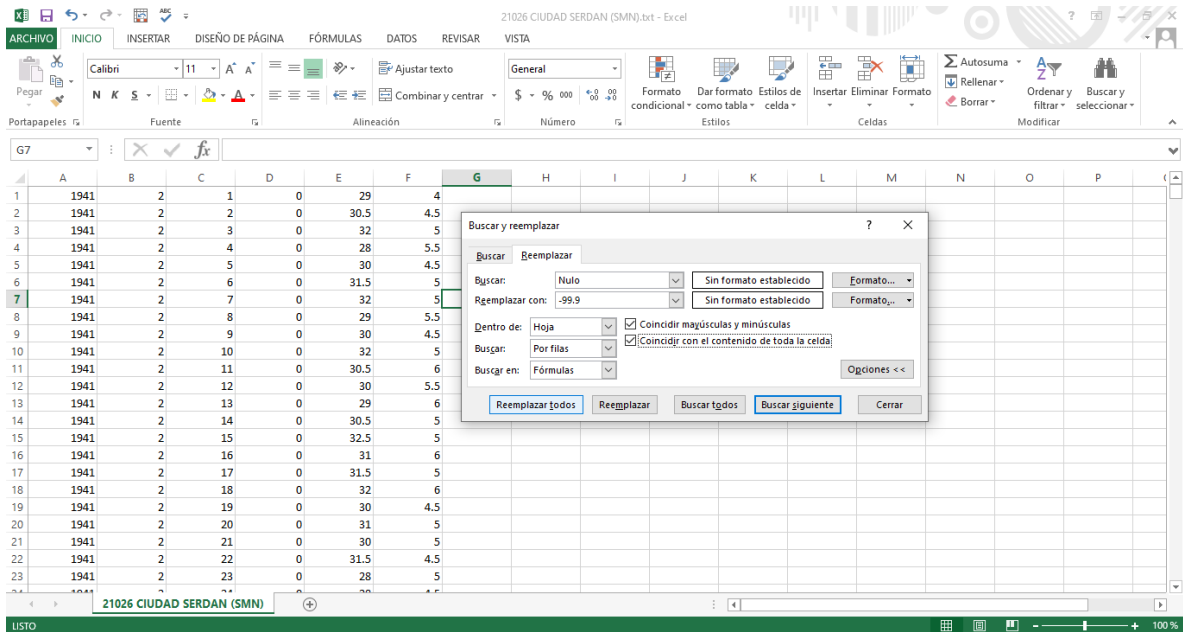 21026 CIUDAD SERDAN (SMN).txt - Excel
ARCHIVO INICIO INSERTAR DISEÑO DE PÁGINA FÓRMULAS DATOS REVISAR VISTA
Pegar
Calibri 11 A A
N K S A
Ajustar texto
Combinar y centrar
General
$ % 000
Formato condicional
Dar formato como tabla
Estilos de celda
Insertar Eliminar Formato
Autosuma
Rellenar
Borrar
Ordenar y filtrar
Buscar y seleccionar
Portapapeles Fuente Alineación Número Estilos Celdas Modificar
G7 fx
A B C D E F G H I J K L M N O P
1 1941 2 1 0 29 4
2 1941 2 2 0 30.5 4.5
3 1941 2 3 0 32 5
4 1941 2 4 0 28 5.5
5 1941 2 5 0 30 4.5
6 1941 2 6 0 31.5 5
7 1941 2 7 0 32 5
8 1941 2 8 0 29 5.5
9 1941 2 9 0 30 4.5
10 1941 2 10 0 32 5
11 1941 2 11 0 30.5 6
12 1941 2 12 0 30 5.5
13 1941 2 13 0 29 6
14 1941 2 14 0 30.5 5
15 1941 2 15 0 32.5 5
16 1941 2 16 0 31 6
17 1941 2 17 0 31.5 5
18 1941 2 18 0 32 6
19 1941 2 19 0 30 4.5
20 1941 2 20 0 31 5
21 1941 2 21 0 30 5
22 1941 2 22 0 31.5 4.5
23 1941 2 23 0 28 5
Buscar y reemplazar ?
Buscar Reemplazar
Buscar: Nulo Sin formato establecido Formato...
Reemplazar con: -99.9 Sin formato establecido Formato...
Dentro de: Hoja Coincidir mayúsculas y minúsculas
Buscar: Por filas Coincidir con el contenido de toda la celda
Buscar en: Fórmulas Opciones <<
Reemplazar todos Reemplazar Buscar todos Buscar siguiente Cerrar
21026 CIUDAD SERDAN (SMN)
LISTO 100 %